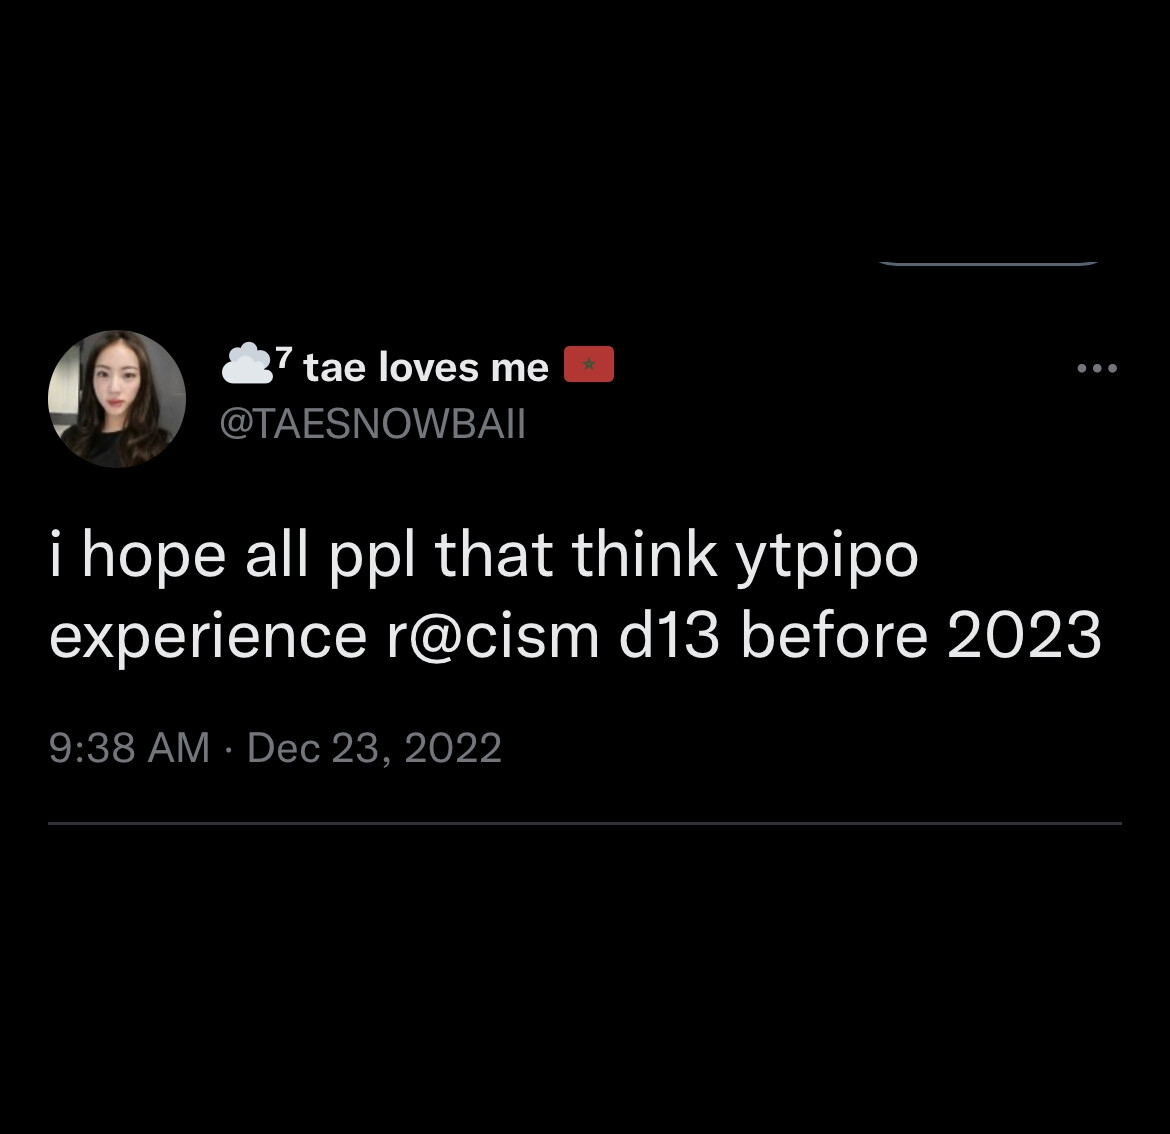 ☁️⁷ tae loves me 🇲🇦
@TAESNOWBAII
i hope all ppl that think ytpipo
experience r@cism d13 before 2023
9:38 AM · Dec 23, 2022